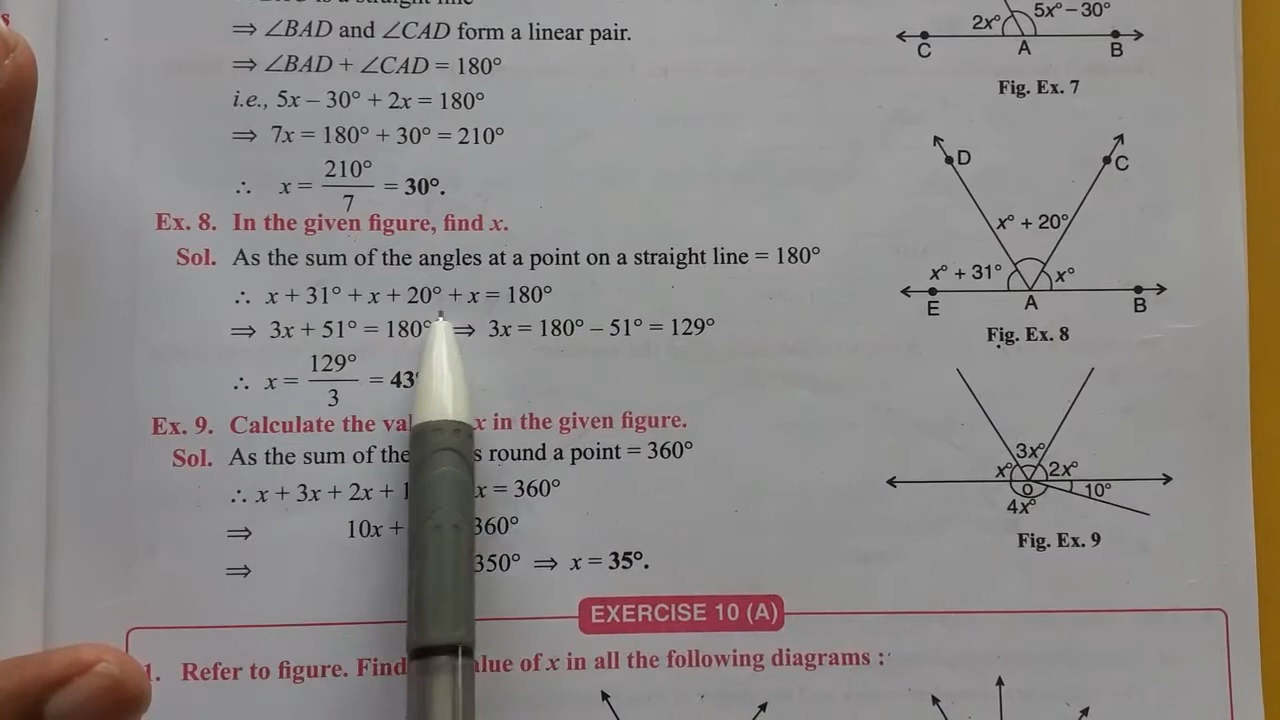 is a straight line
⇒ ∠BAD and ∠CAD form a linear pair.
⇒ ∠BAD + ∠CAD = 180°
i.e., 5x – 30° + 2x = 180°
⇒ 7x = 180° + 30° = 210°
∴ x = 210°/7 = 30°.
Ex. 8. In the given figure, find x.
Sol. As the sum of the angles at a point on a straight line = 180°
∴ x + 31° + x + 20° + x = 180°
⇒ 3x + 51° = 180° ⇒ 3x = 180° – 51° = 129°
∴ x = 129°/3 = 43
Ex. 9. Calculate the x in the given figure.
Sol. As the sum of the round a point = 360°
∴ x + 3x + 2x + x = 360°
⇒ 10x + 360°
⇒ 350° ⇒ x = 35°.
EXERCISE 10 (A)
1. Refer to figure. Find of x in all the following diagrams :
2x° 5x° – 30°
C A B
Fig. Ex. 7
D C
x° + 20°
x° + 31° x°
E A B
Fig. Ex. 8
3x°
x° 2x°
O 10°
4x°
Fig. Ex. 9